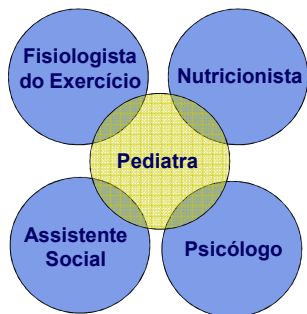 Fisiologista
do Exercício
Nutricionista
Pediatra
Assistente
Social
Psicólogo